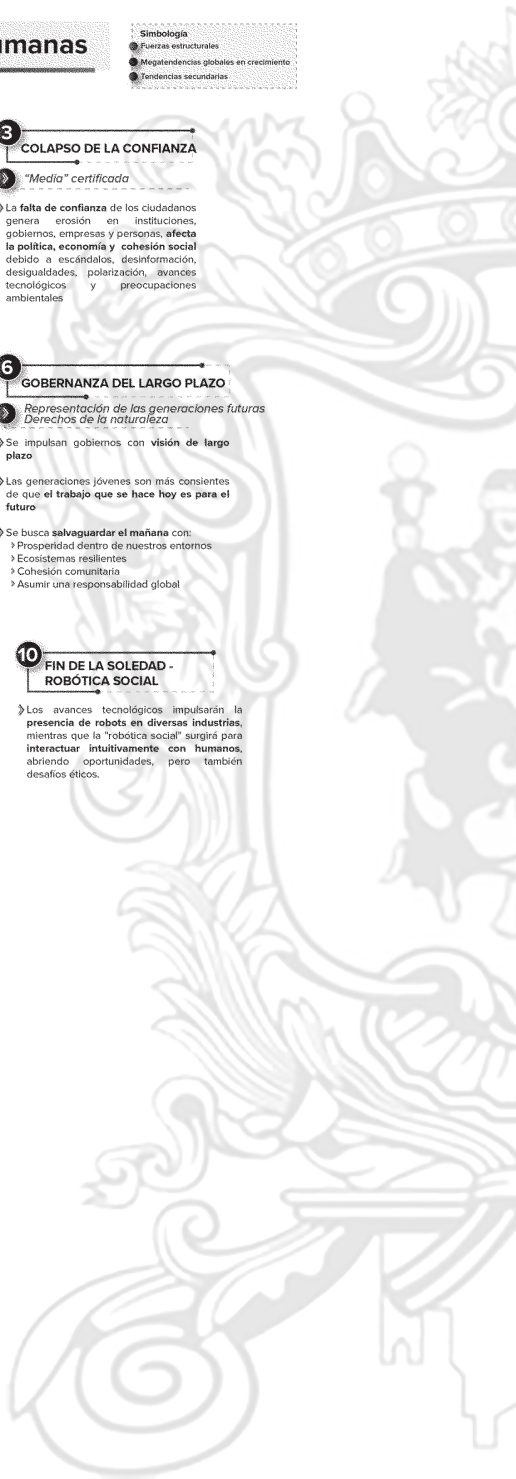 umanas
Simbología
Fuerzas estructurales
Megatendencias globales en crecimiento
Tendencias secundarias
3
COLAPSO DE LA CONFIANZA
"Media" certificada
La falta de confianza de los ciudadanos
genera erosión en instituciones,
gobiernos, empresas y personas, afecta
la política, economía y cohesión social
debido a escándalos, desinformación,
desigualdades, polarización, avances
tecnológicos y preocupaciones
ambientales
6
GOBERNANZA DEL LARGO PLAZO
Representación de las generaciones futuras
Derechos de la naturaleza
Se impulsan gobiernos con visión de largo
plazo
Las generaciones jóvenes son más consientes
de que el trabajo que se hace hoy es para el
futuro
Se busca salvaguardar el mañana con:
Prosperidad dentro de nuestros entornos
Ecosistemas resilientes
Cohesión comunitaria
Asumir una responsabilidad global
10
FIN DE LA SOLEDAD -
ROBÓTICA SOCIAL
Los avances tecnológicos impulsarán la
presencia de robots en diversas industrias,
mientras que la "robótica social" surgirá para
interactuar intuitivamente con humanos,
abriendo oportunidades, pero también
desafíos éticos.